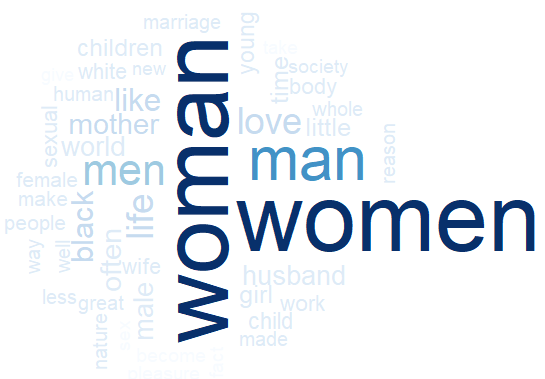 marriage
children
young
take
white
new
give
time
society
human
like
body
mother
love
whole
little
sexual
world
men
woman
man
reason
female
make
black
life
women
people
way
well
often
wife
husband
less
great
male
girl
work
child
nature
sex
made
become
fact
pleasure